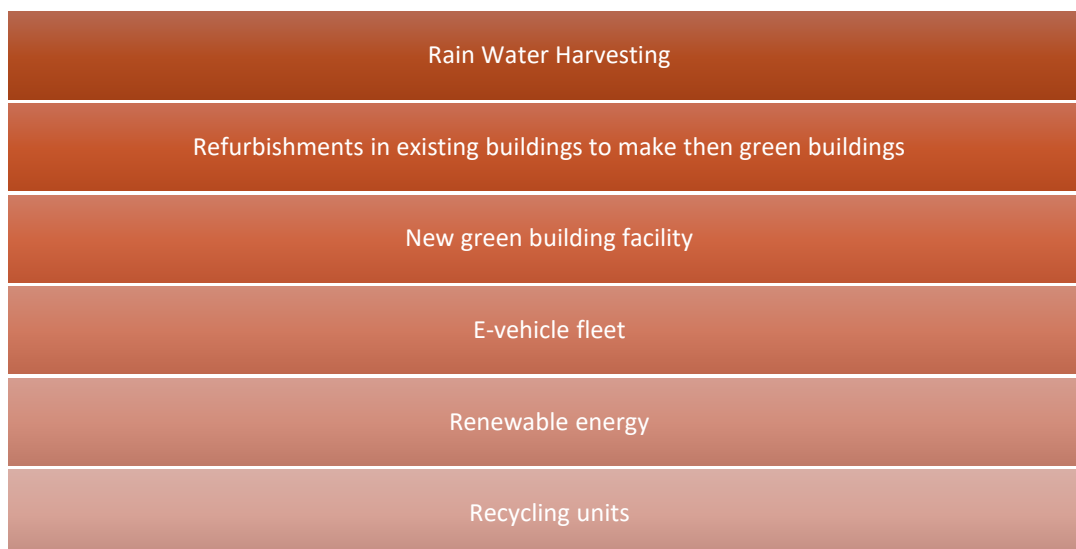 Rain Water Harvesting
Refurbishments in existing buildings to make then green buildings
New green building facility
E-vehicle fleet
Renewable energy
Recycling units